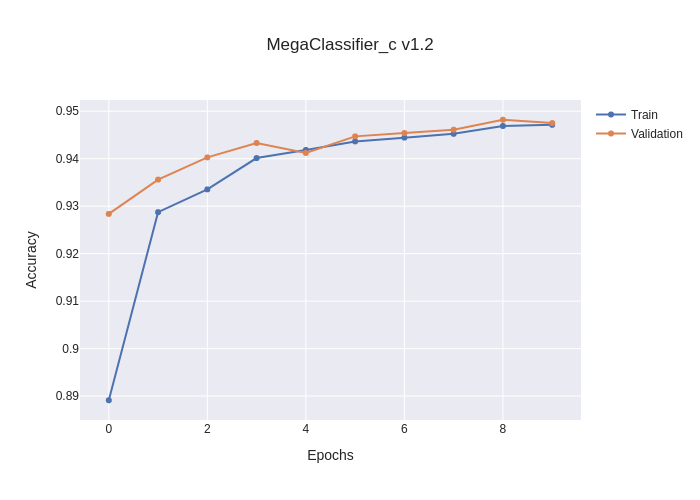 MegaClassifier_c v1.2
Accuracy
0.95
0.94
0.93
0.92
0.91
0.9
0.89
0 2 4 6 8
Epochs
Train
Validation